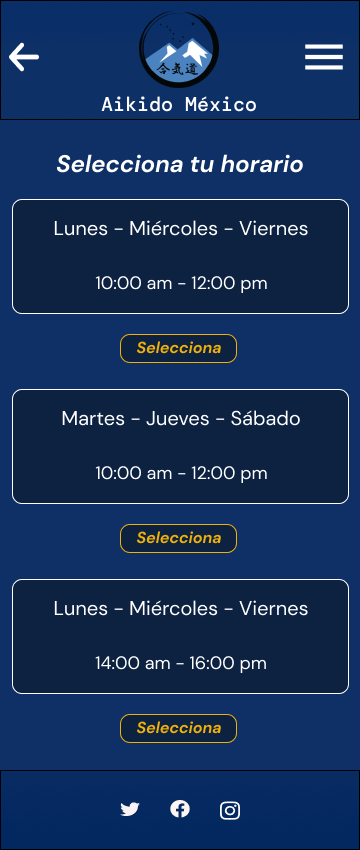 合気道
Aikido México
Selecciona tu horario
Lunes - Miércoles - Viernes
10:00 am - 12:00 pm
Selecciona
Martes - Jueves - Sábado
10:00 am - 12:00 pm
Selecciona
Lunes - Miércoles - Viernes
14:00 am - 16:00 pm
Selecciona